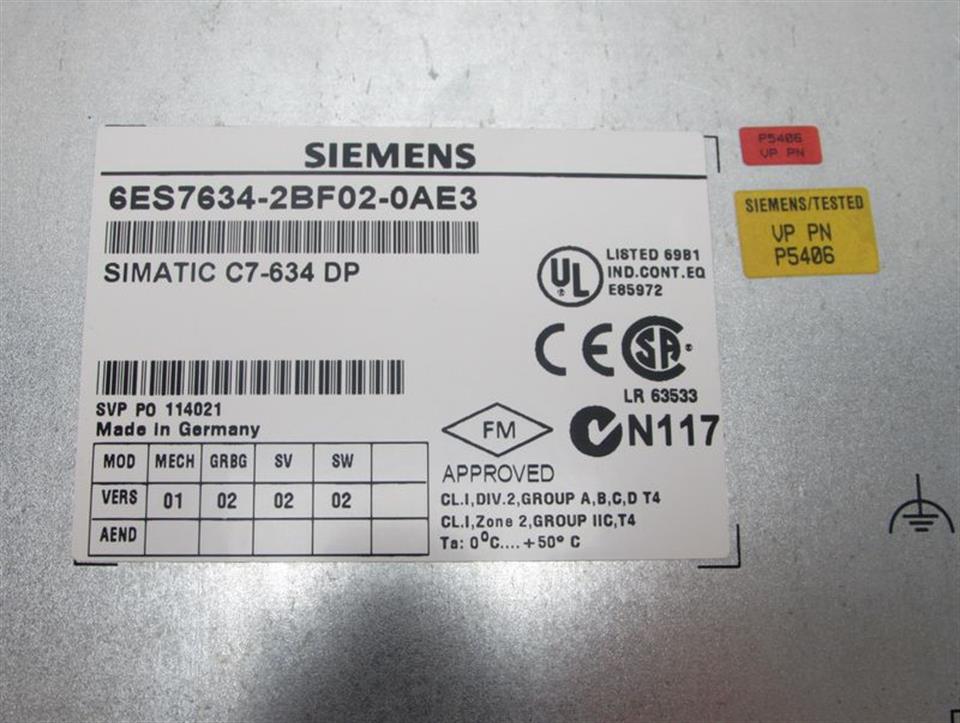 SIEMENS
6ES7634-2BF02-0AE3
SIMATIC C7-634 DP
UL
LISTED 69B1
IND.CONT.EQ
E85972
CE SA
LR 63533
SVP PO 114021
Made in Germany
FM
N117
APPROVED
CL.I,DIV.2,GROUP A,B,C,D T4
CL.I,Zone 2,GROUP IIC,T4
Ta: 0°C....+50° C
MOD MECH GRBG SV SW
VERS 01 02 02 02
AEND
P5406
VP PN
SIEMENS/TESTED
VP PN
P5406